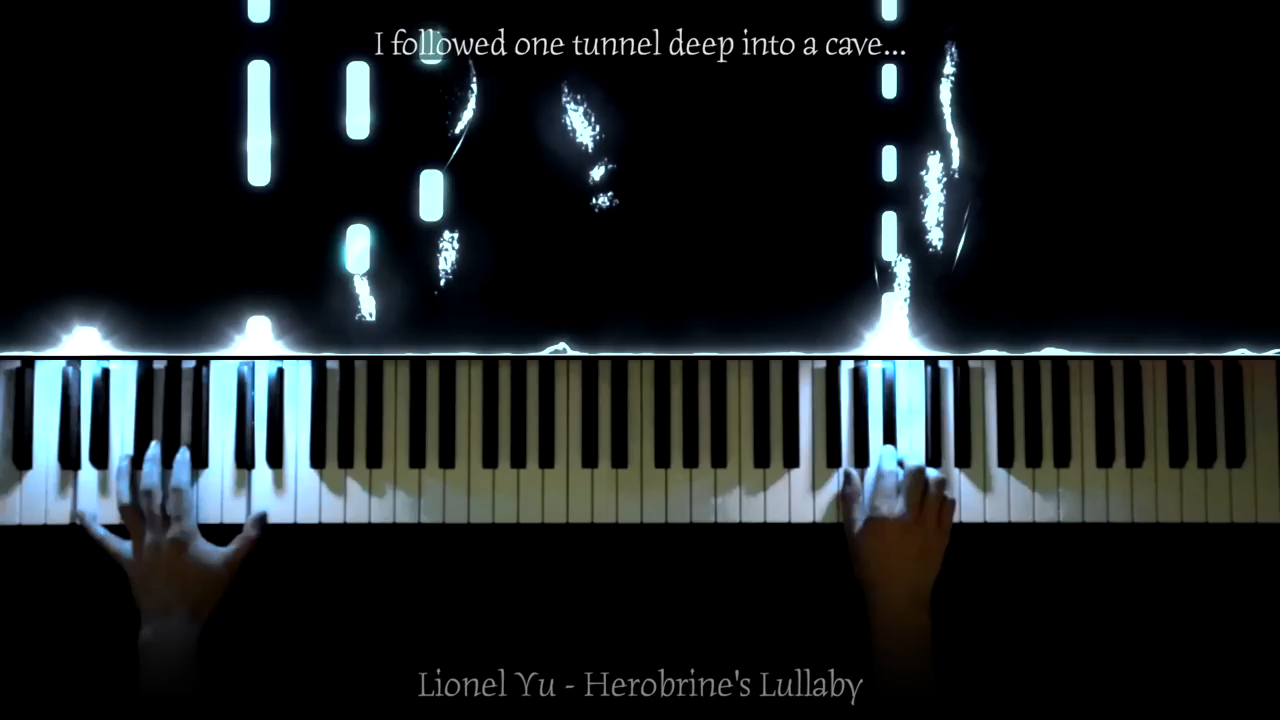 I followed one tunnel deep into a cave...
Lionel Yu - Herobrine's Lullaby